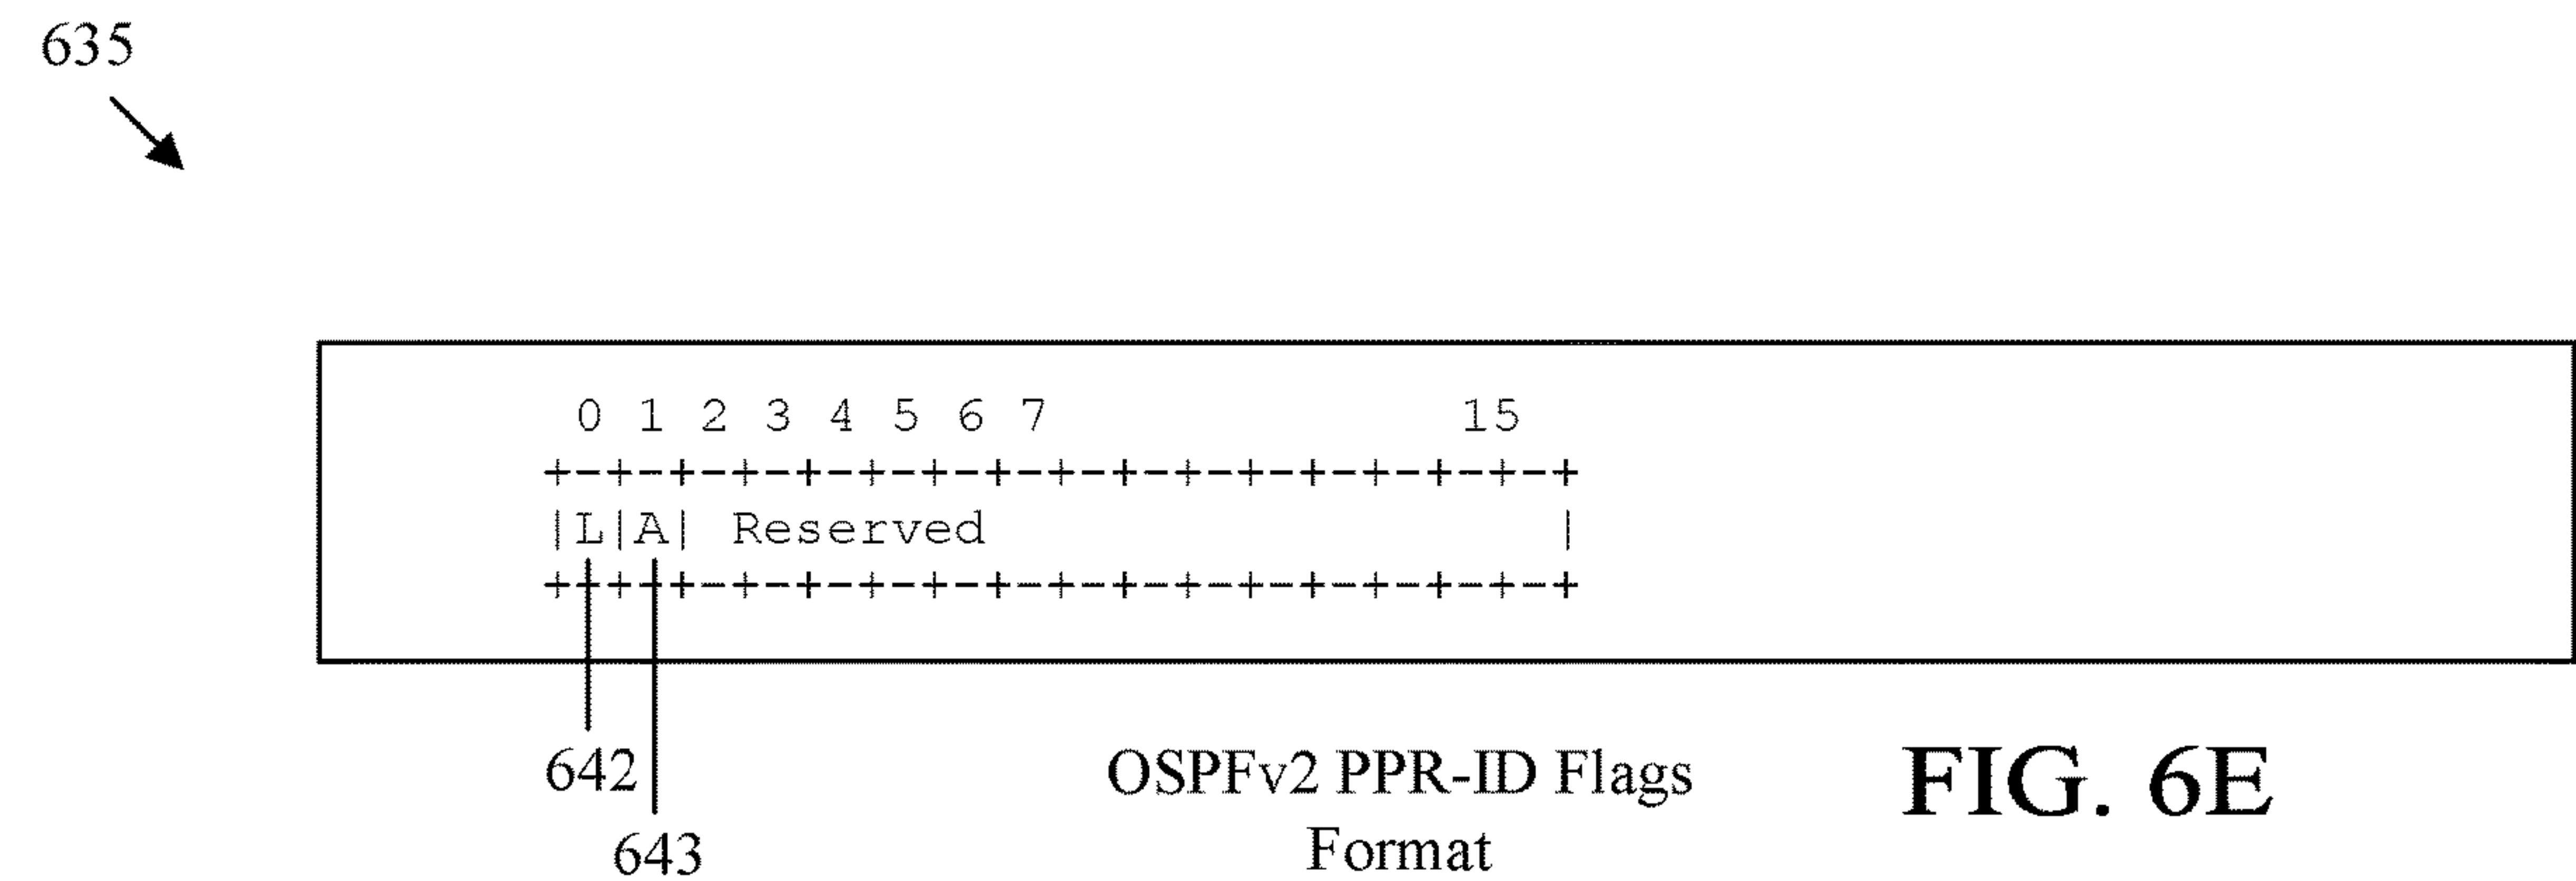 635
0 1 2 3 4 5 6 7 15
+-+-+-+-+-+-+-+-+-+-+-+-+-+-+-+-+
|L|A| Reserved |
+-+-+-+-+-+-+-+-+-+-+-+-+-+-+-+-+
642
643
OSPFv2 PPR-ID Flags
Format
FIG. 6E